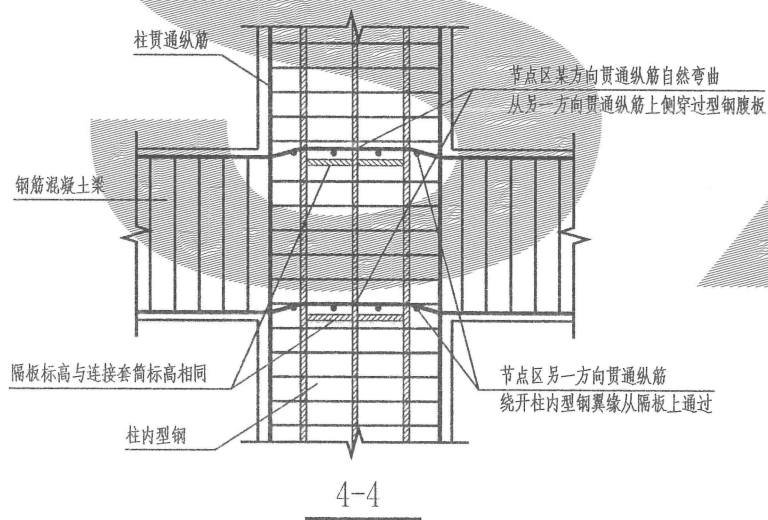 柱贯通纵筋
节点区某方向贯通纵筋自然弯曲
从另一方向贯通纵筋上侧穿过型钢腹板
钢筋混凝土梁
隔板标高与连接套筒标高相同
节点区另一方向贯通纵筋
绕开柱内型钢翼缘从隔板上通过
柱内型钢
4-4